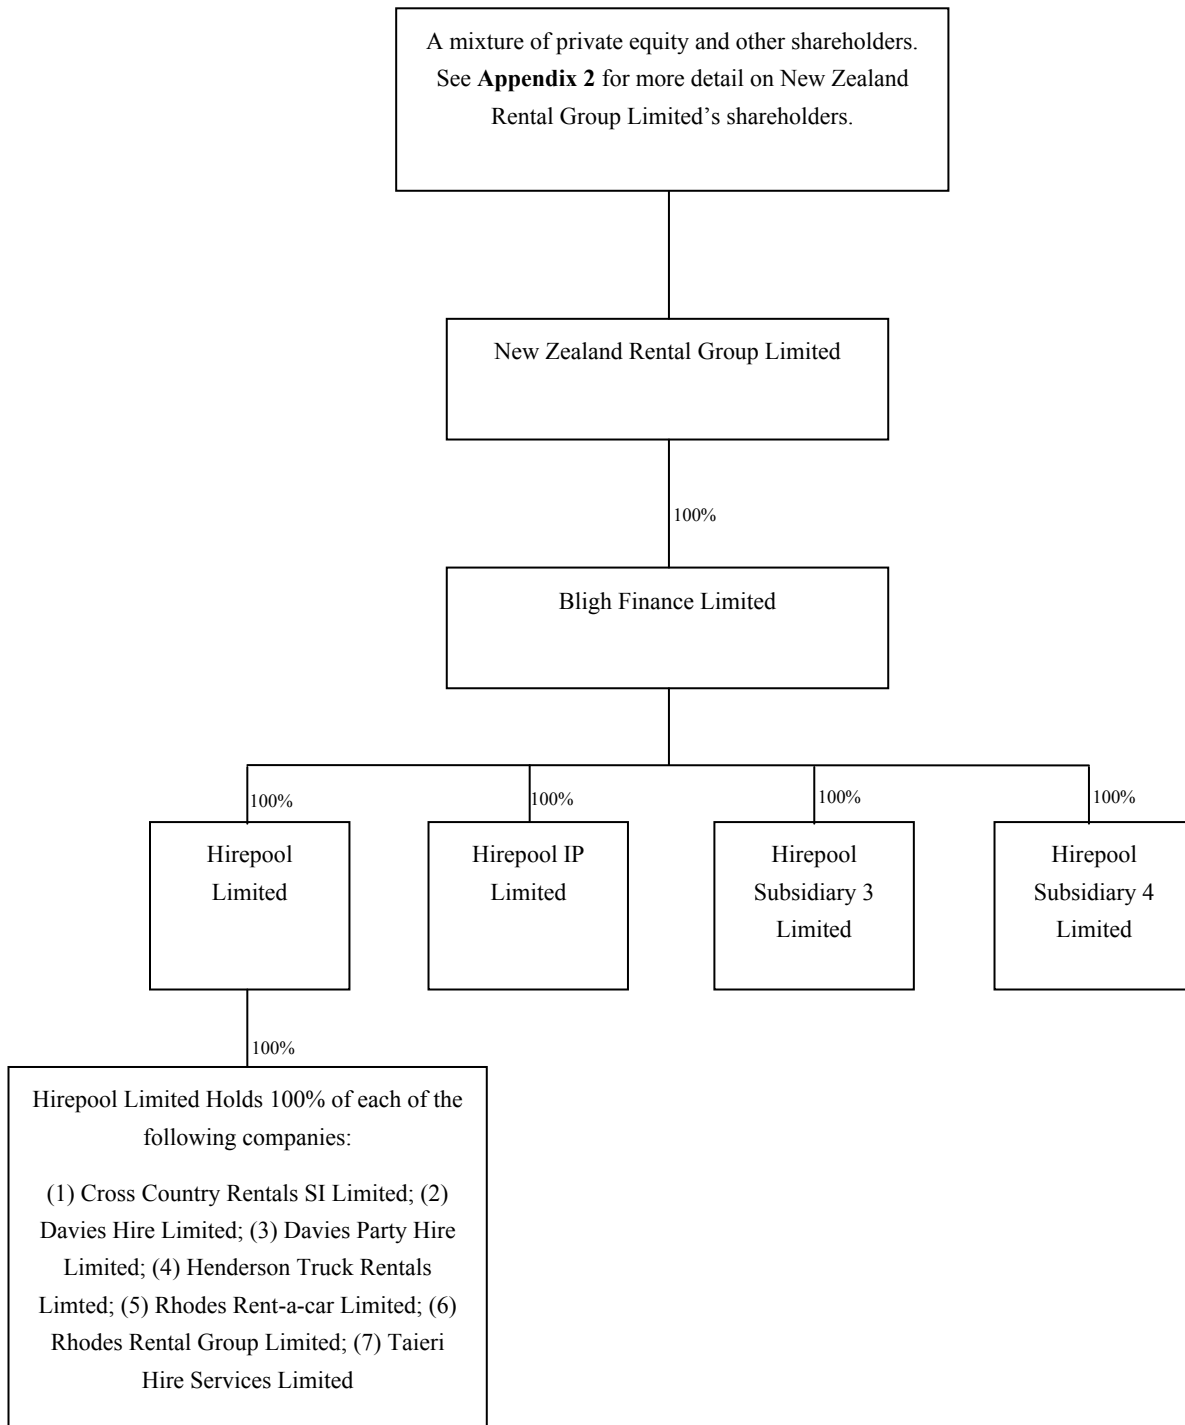 A mixture of private equity and other shareholders.
See Appendix 2 for more detail on New Zealand
Rental Group Limited's shareholders.
New Zealand Rental Group Limited
100%
Bligh Finance Limited
100%
100%
100%
100%
Hirepool
Limited
Hirepool IP
Limited
Hirepool
Subsidiary 3
Limited
Hirepool
Subsidiary 4
Limited
100%
Hirepool Limited Holds 100% of each of the
following companies:
(1) Cross Country Rentals SI Limited; (2)
Davies Hire Limited; (3) Davies Party Hire
Limited; (4) Henderson Truck Rentals
Limted; (5) Rhodes Rent-a-car Limited; (6)
Rhodes Rental Group Limited; (7) Taieri
Hire Services Limited